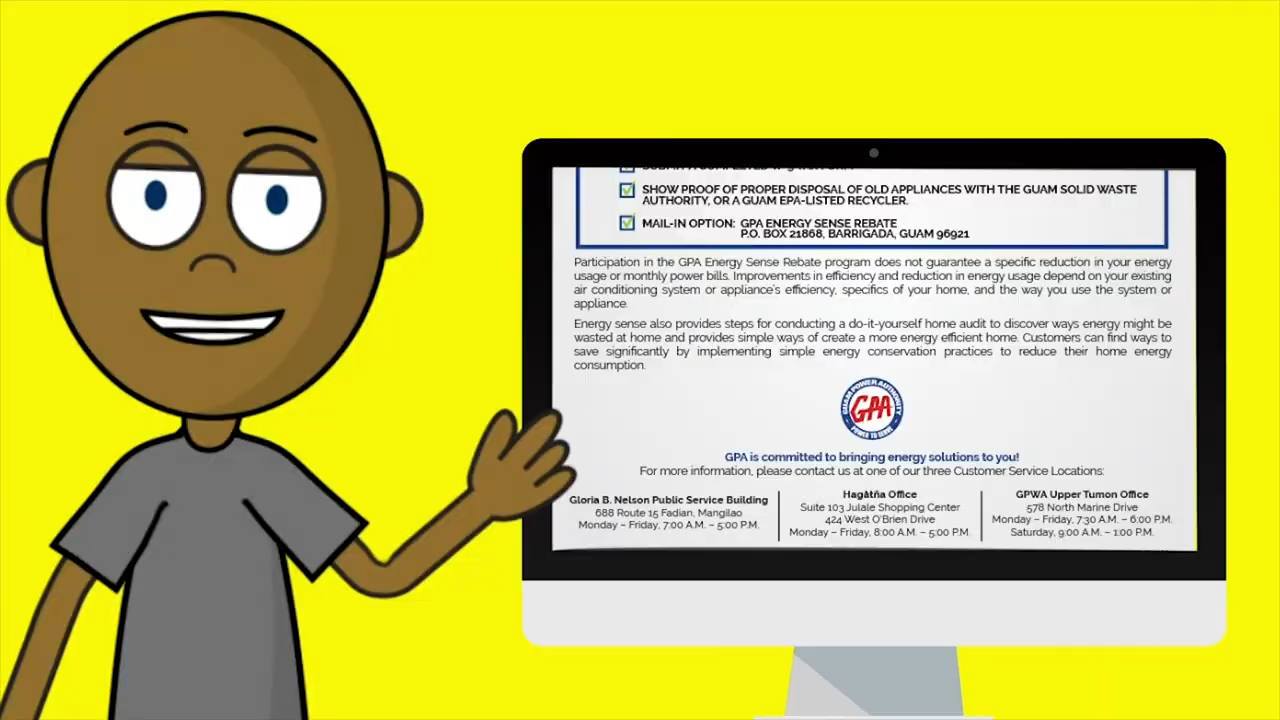 SHOW PROOF OF PROPER DISPOSAL OF OLD APPLIANCES WITH THE GUAM SOLID WASTE
AUTHORITY, OR A GUAM EPA-LISTED RECYCLER.
MAIL-IN OPTION: GPA ENERGY SENSE REBATE
P.O. BOX 21868, BARRIGADA, GUAM 96921
Participation in the GPA Energy Sense Rebate program does not guarantee a specific reduction in your energy
usage or monthly power bills. Improvements in efficiency and reduction in energy usage depend on your existing
air conditioning system or appliance's efficiency, specifics of your home, and the way you use the system or
appliance.
Energy sense also provides steps for conducting a do-it-yourself home audit to discover ways energy might be
wasted at home and provides simple ways of create a more energy efficient home. Customers can find ways to
save significantly by implementing simple energy conservation practices to reduce their home energy
consumption.
GUAM POWER AUTHORITY
GPA
POWER TO SERVE
GPA is committed to bringing energy solutions to you!
For more information, please contact us at one of our three Customer Service Locations:
Gloria B. Nelson Public Service Building
688 Route 15 Fadian, Mangilao
Monday – Friday, 7:00 A.M. – 5:00 P.M.
Hagåtña Office
Suite 103 Julale Shopping Center
424 West O'Brien Drive
Monday – Friday, 8:00 A.M. – 5:00 P.M.
GPWA Upper Tumon Office
578 North Marine Drive
Monday – Friday, 7:30 A.M. – 6:00 P.M.
Saturday, 9:00 A.M. – 1:00 P.M.